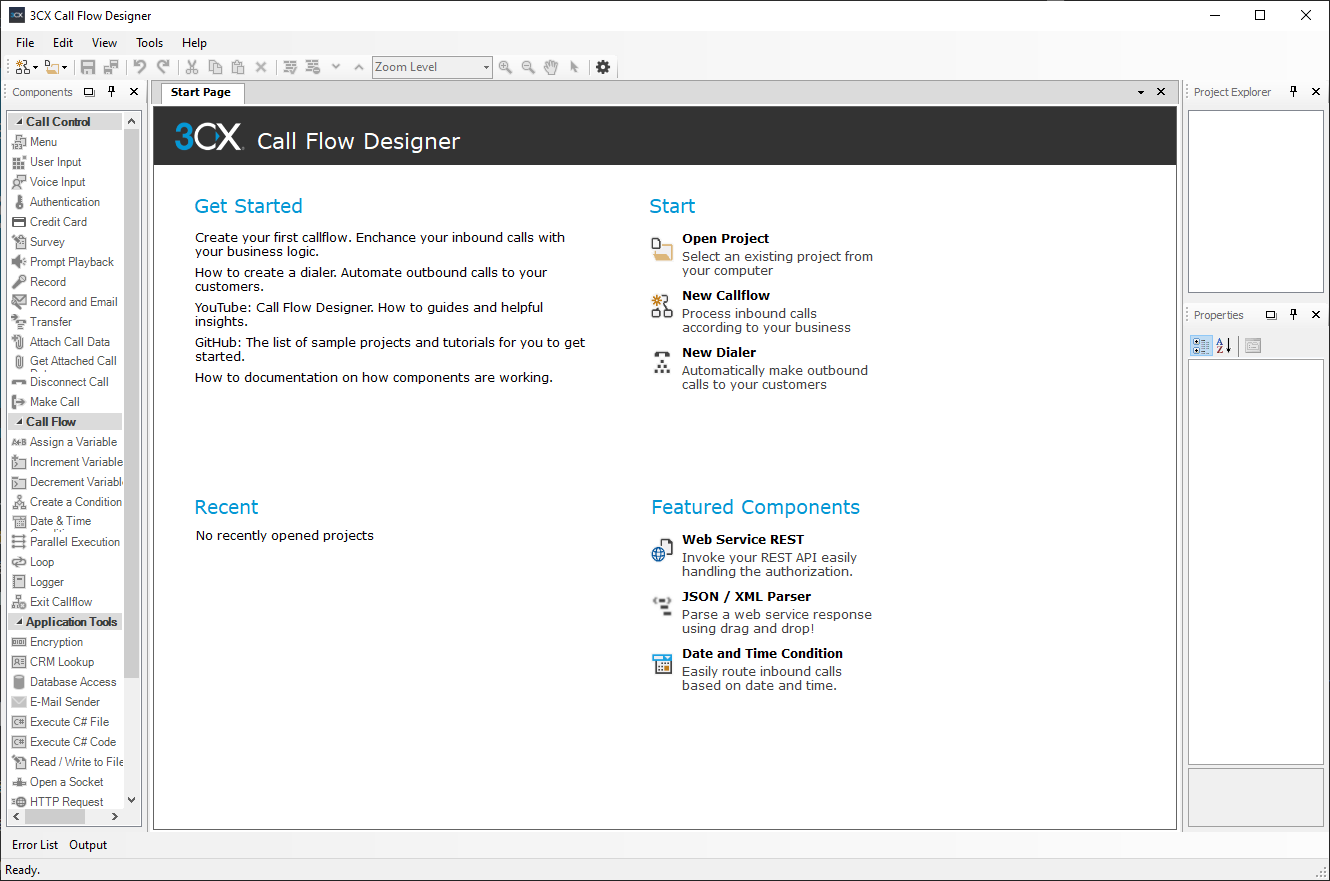 3CX Call Flow Designer
File Edit View Tools Help
Zoom Level
Components
Call Control
Menu
User Input
Voice Input
Authentication
Credit Card
Survey
Prompt Playback
Record
Record and Email
Transfer
Attach Call Data
Get Attached Call
Disconnect Call
Make Call
Call Flow
Assign a Variable
Increment Variable
Decrement Variabl
Create a Condition
Date & Time
Parallel Execution
Loop
Logger
Exit Callflow
Application Tools
Encryption
CRM Lookup
Database Access
E-Mail Sender
Execute C# File
Execute C# Code
Read / Write to File
Open a Socket
HTTP Request
Start Page
3CX Call Flow Designer
Get Started
Create your first callflow. Enchance your inbound calls with
your business logic.
How to create a dialer. Automate outbound calls to your
customers.
YouTube: Call Flow Designer. How to guides and helpful
insights.
GitHub: The list of sample projects and tutorials for you to get
started.
How to documentation on how components are working.
Start
Open Project
Select an existing project from
your computer
New Callflow
Process inbound calls
according to your business
New Dialer
Automatically make outbound
calls to your customers
Recent
No recently opened projects
Featured Components
Web Service REST
Invoke your REST API easily
handling the authorization.
JSON / XML Parser
Parse a web service response
using drag and drop!
Date and Time Condition
Easily route inbound calls
based on date and time.
Project Explorer
Properties
Error List Output
Ready.